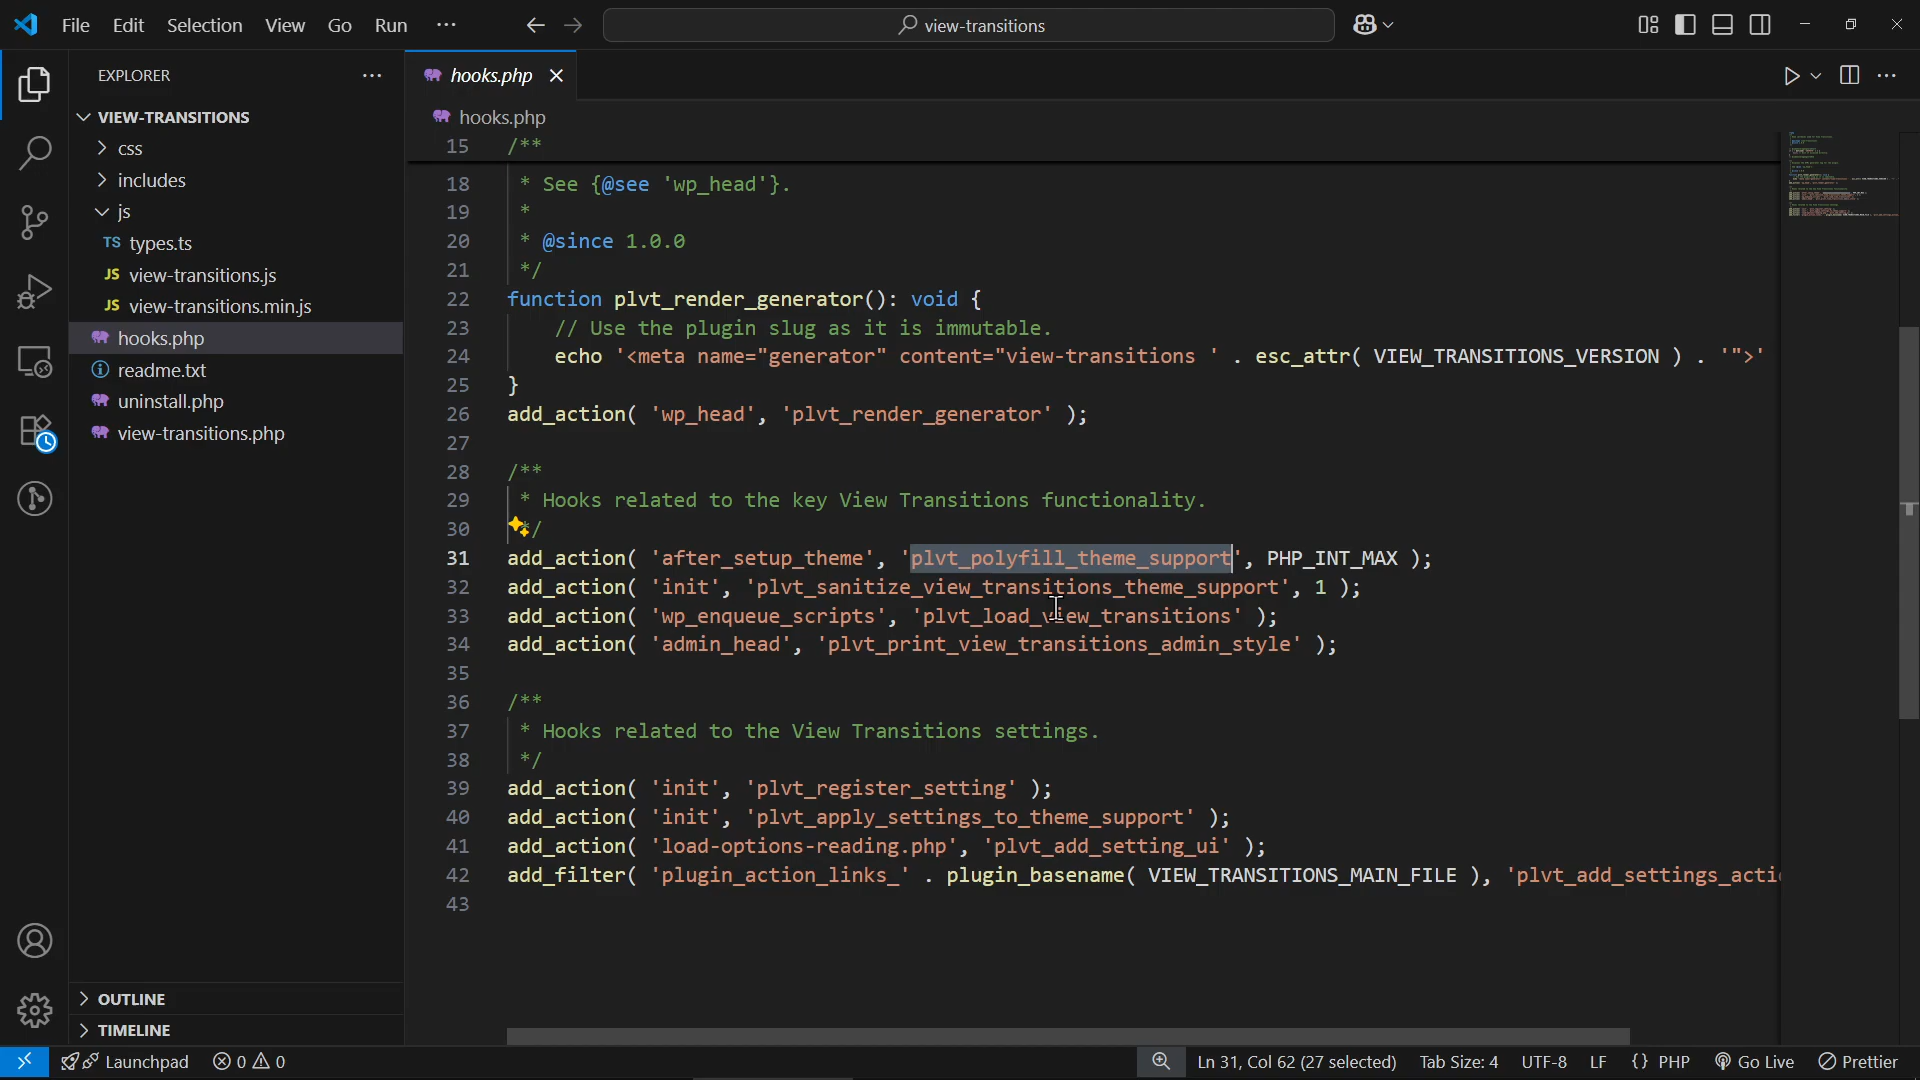 File Edit Selection View Go Run ··· view-transitions
EXPLORER ···
VIEW-TRANSITIONS
css
includes
js
TS types.ts
JS view-transitions.js
JS view-transitions.min.js
hooks.php
readme.txt
uninstall.php
view-transitions.php
OUTLINE
TIMELINE
hooks.php
hooks.php
15 /**
18 * See {@see 'wp_head'}.
19 *
20 * @since 1.0.0
21 */
22 function plvt_render_generator(): void {
23 // Use the plugin slug as it is immutable.
24 echo '<meta name="generator" content="view-transitions ' . esc_attr( VIEW_TRANSITIONS_VERSION ) . '">'
25 }
26 add_action( 'wp_head', 'plvt_render_generator' );
27
28 /**
29 * Hooks related to the key View Transitions functionality.
30 */
31 add_action( 'after_setup_theme', 'plvt_polyfill_theme_support', PHP_INT_MAX );
32 add_action( 'init', 'plvt_sanitize_view_transitions_theme_support', 1 );
33 add_action( 'wp_enqueue_scripts', 'plvt_load_view_transitions' );
34 add_action( 'admin_head', 'plvt_print_view_transitions_admin_style' );
35
36 /**
37 * Hooks related to the View Transitions settings.
38 */
39 add_action( 'init', 'plvt_register_setting' );
40 add_action( 'init', 'plvt_apply_settings_to_theme_support' );
41 add_action( 'load-options-reading.php', 'plvt_add_setting_ui' );
42 add_filter( 'plugin_action_links_' . plugin_basename( VIEW_TRANSITIONS_MAIN_FILE ), 'plvt_add_settings_acti
43
Launchpad 0 0 Ln 31, Col 62 (27 selected) Tab Size: 4 UTF-8 LF {} PHP Go Live Prettier